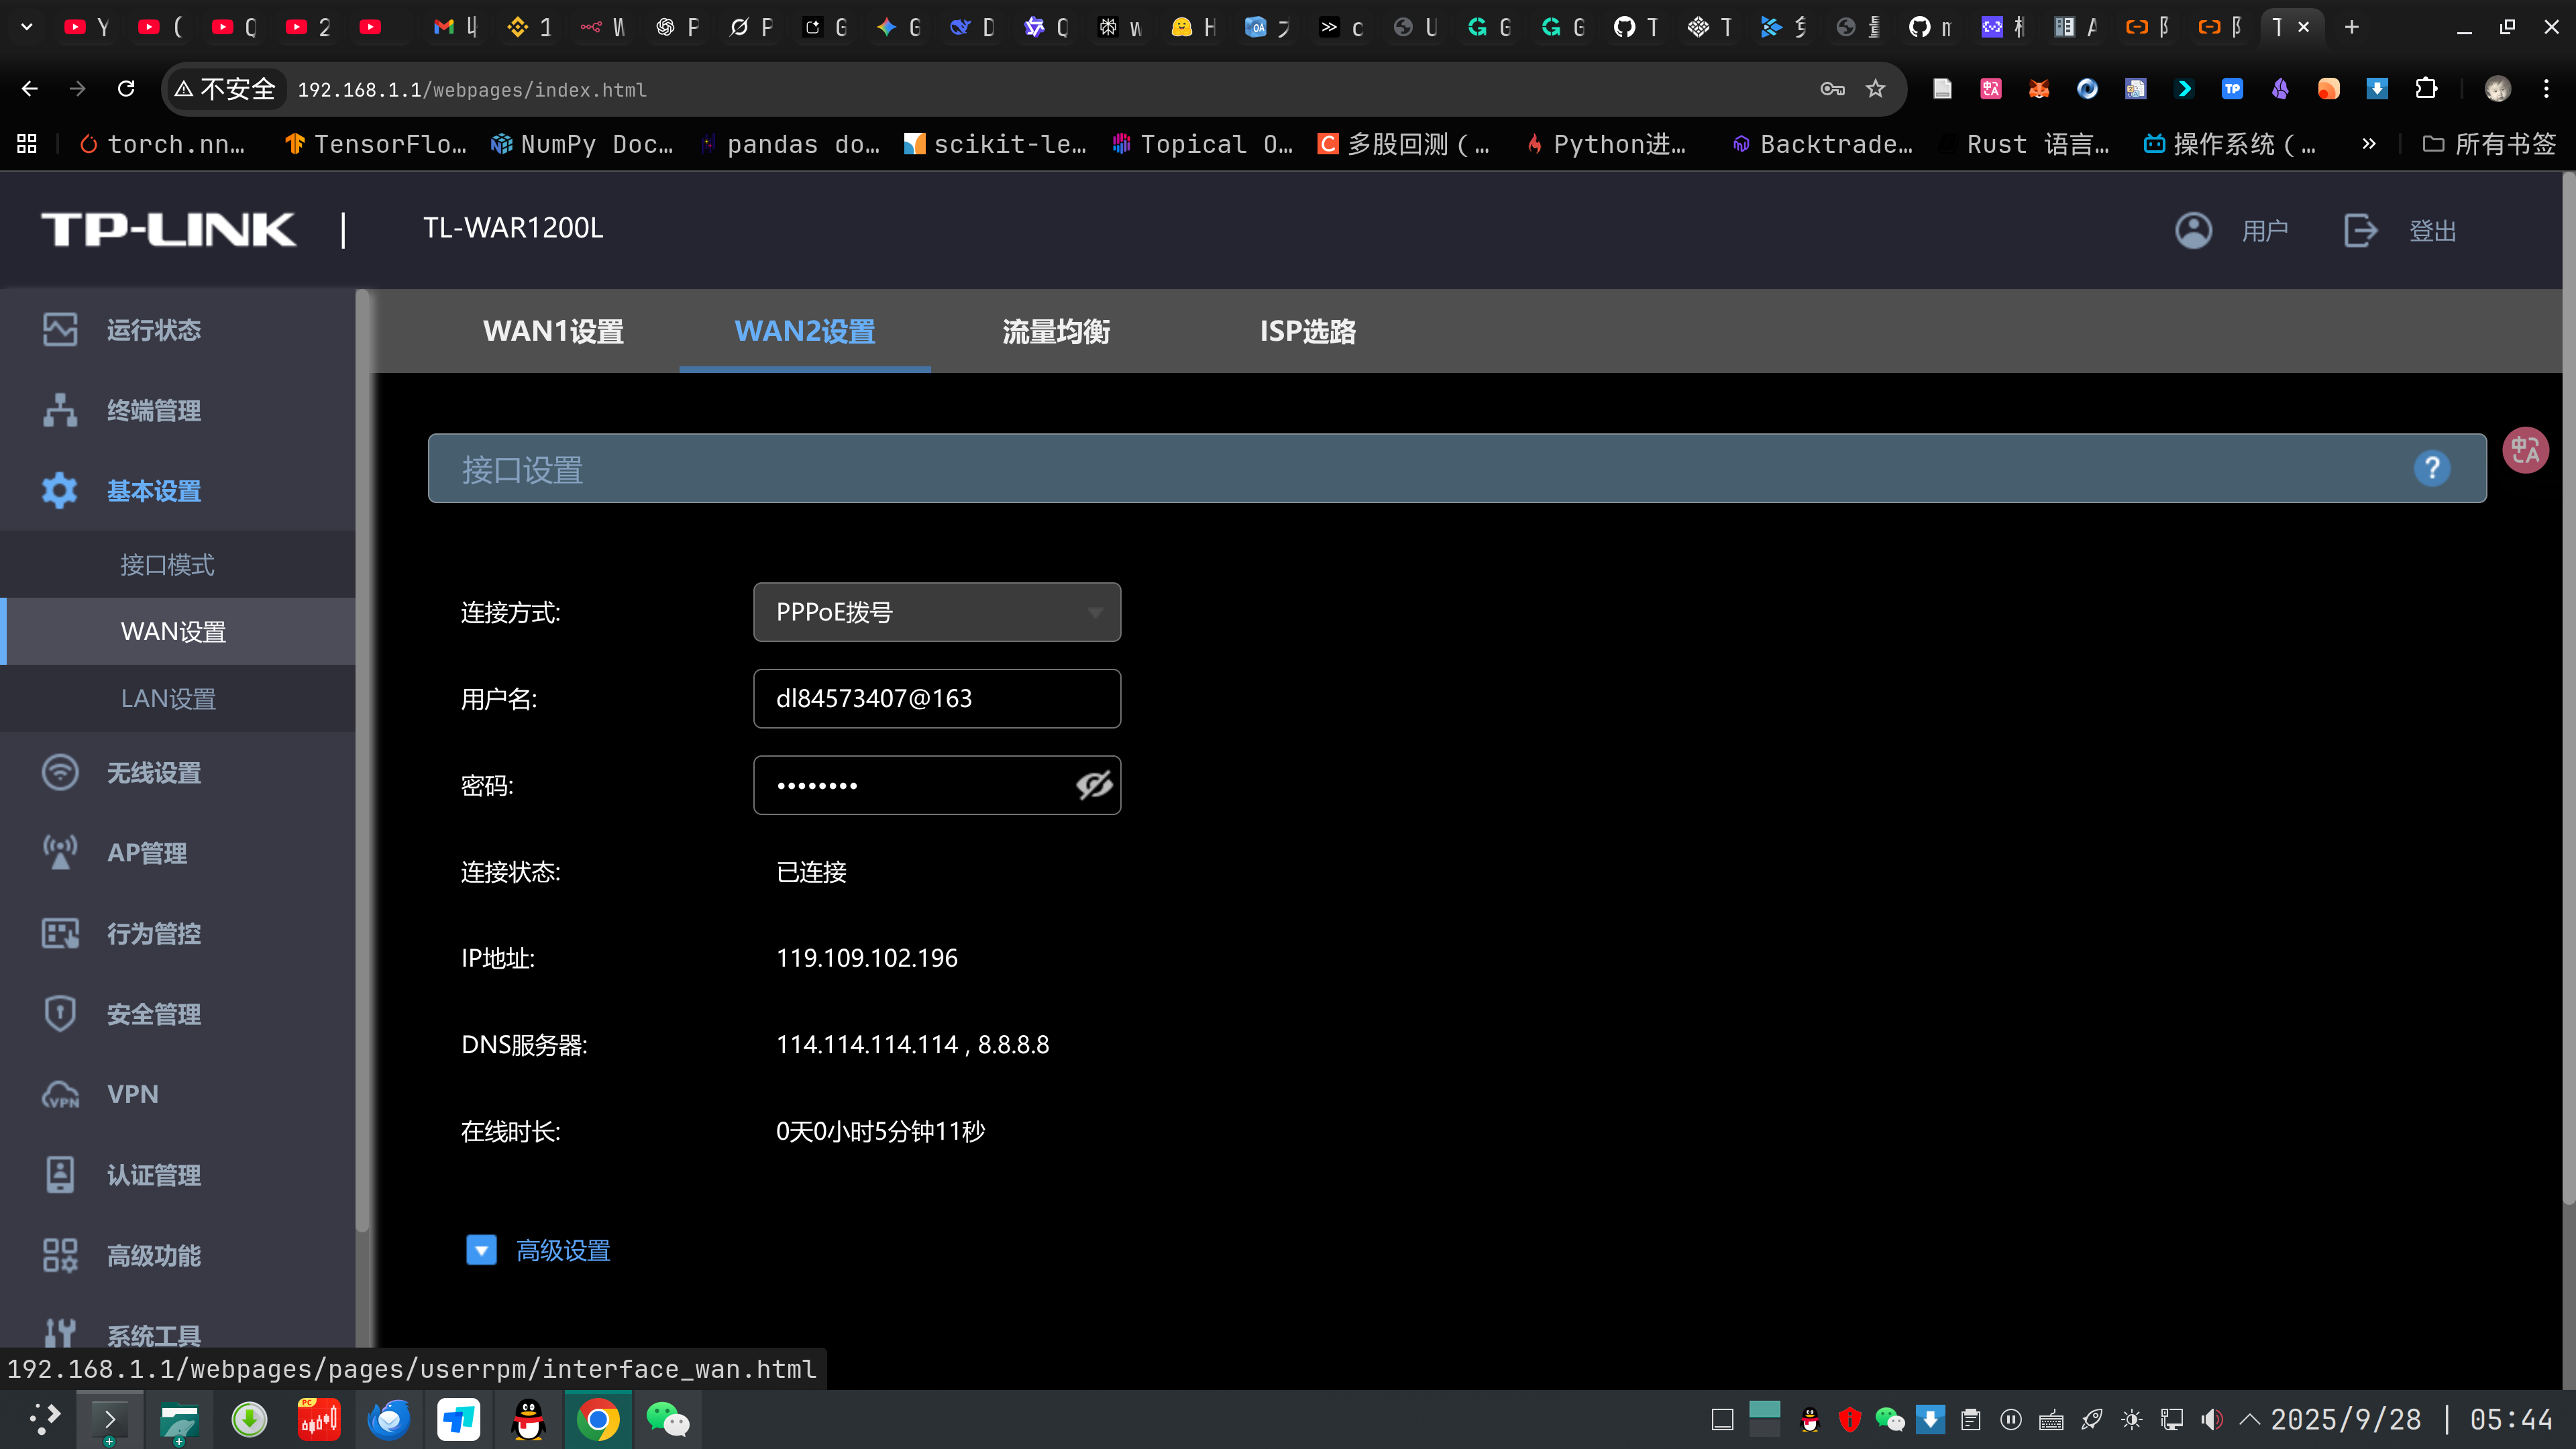 Y
(
Q
2
1
W
P
P
G
G
D
Q
w
H
c
U
G
G
T
T
A
T
不安全 192.168.1.1/webpages/index.html
torch.nn… TensorFlo… NumPy Doc… pandas do… scikit-le… Topical O… 多股回测（… Python进… Backtrade… Rust 语言… 操作系统（… » 所有书签
TP-LINK | TL-WAR1200L 用户 登出
WAN1设置 WAN2设置 流量均衡 ISP选路
运行状态
终端管理
基本设置
接口模式
WAN设置
LAN设置
无线设置
AP管理
行为管控
安全管理
VPN
认证管理
高级功能
系统工具
接口设置 ?
连接方式: PPPoE拨号
用户名: dl84573407@163
密码: ••••••••
连接状态: 已连接
IP地址: 119.109.102.196
DNS服务器: 114.114.114.114 , 8.8.8.8
在线时长: 0天0小时5分钟11秒
高级设置
192.168.1.1/webpages/pages/userrpm/interface_wan.html
2025/9/28 | 05:44